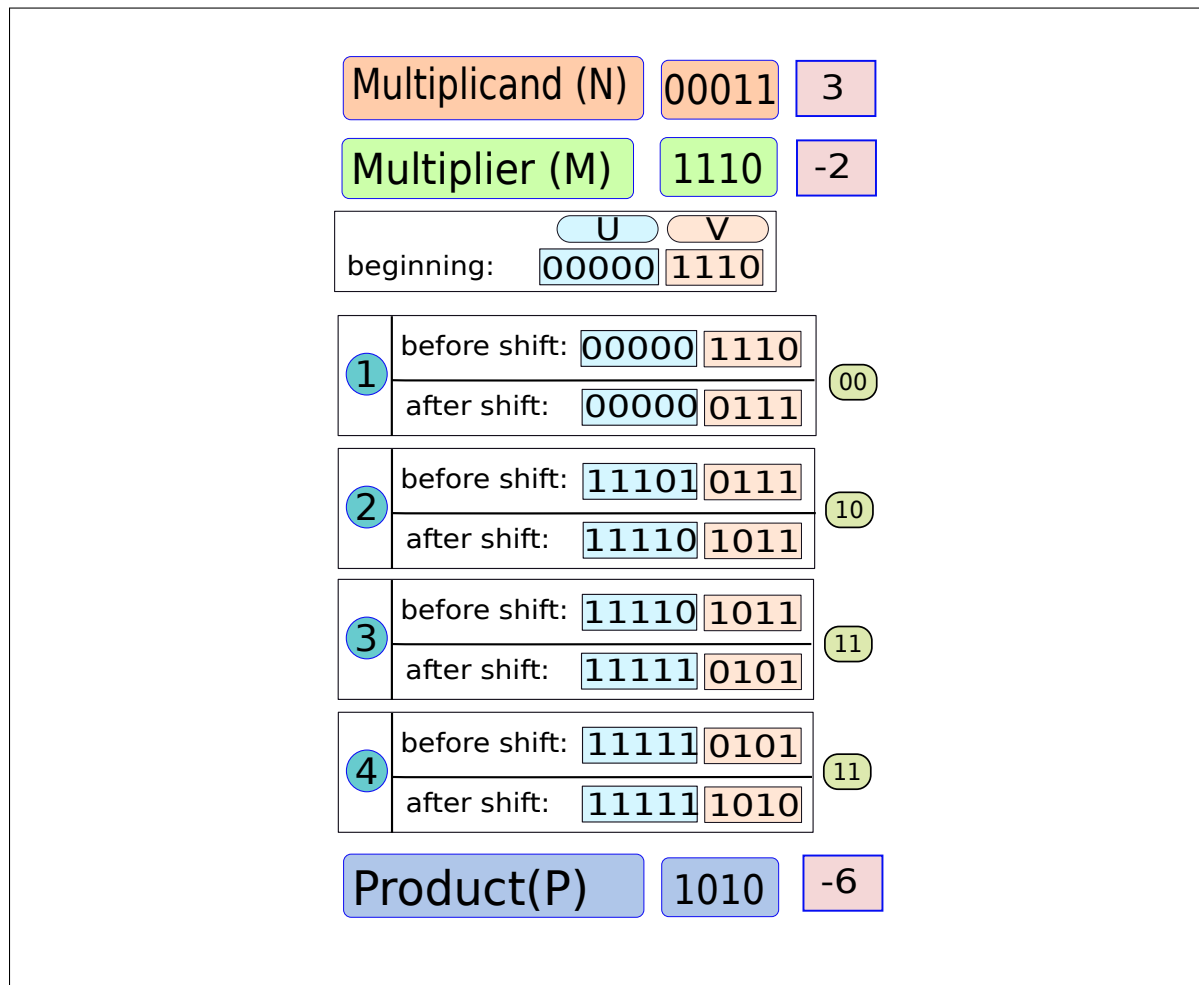 Multiplicand (N) 00011 3
Multiplier (M) 1110 -2
U V
beginning: 00000 1110
before shift: 00000 1110
1 00
after shift: 00000 0111
before shift: 11101 0111
2 10
after shift: 11110 1011
before shift: 11110 1011
3 11
after shift: 11111 0101
before shift: 11111 0101
4 11
after shift: 11111 1010
Product(P) 1010 -6